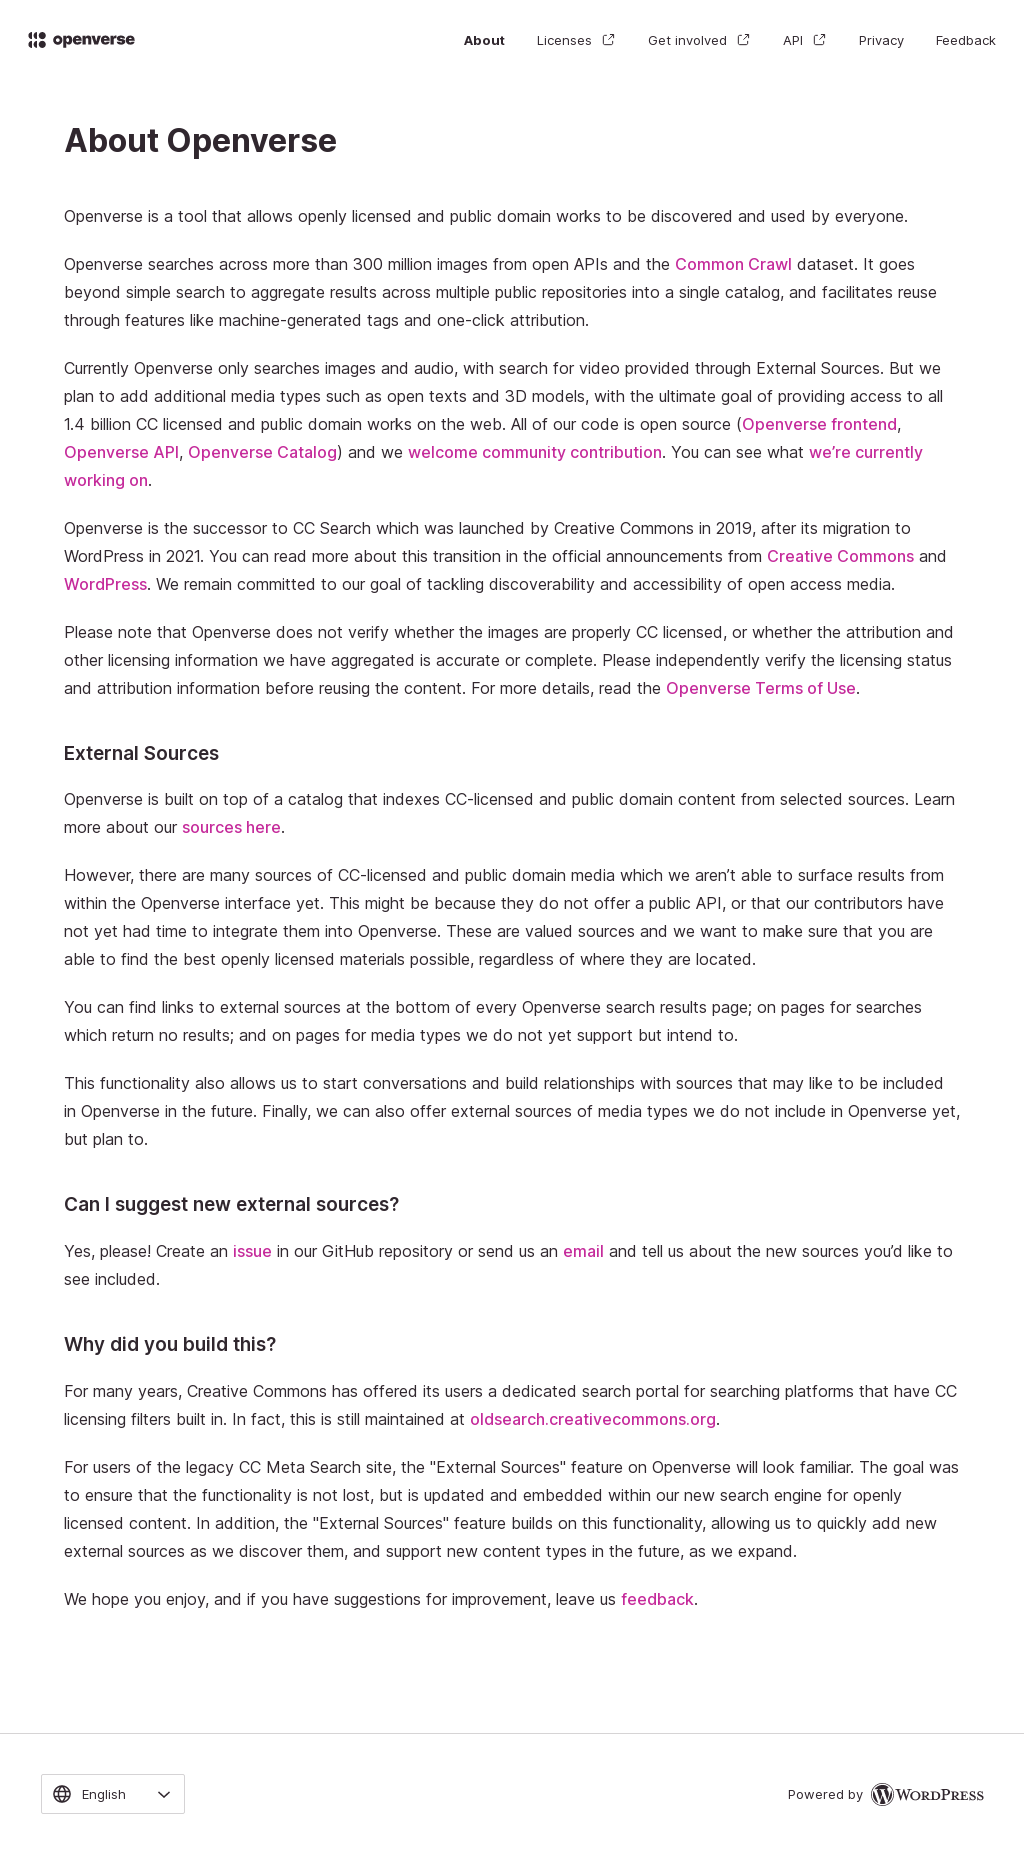 openverse
About Licenses Get involved API Privacy Feedback
About Openverse
Openverse is a tool that allows openly licensed and public domain works to be discovered and used by everyone.
Openverse searches across more than 300 million images from open APIs and the Common Crawl dataset. It goes
beyond simple search to aggregate results across multiple public repositories into a single catalog, and facilitates reuse
through features like machine-generated tags and one-click attribution.
Currently Openverse only searches images and audio, with search for video provided through External Sources. But we
plan to add additional media types such as open texts and 3D models, with the ultimate goal of providing access to all
1.4 billion CC licensed and public domain works on the web. All of our code is open source (Openverse frontend,
Openverse API, Openverse Catalog) and we welcome community contribution. You can see what we’re currently
working on.
Openverse is the successor to CC Search which was launched by Creative Commons in 2019, after its migration to
WordPress in 2021. You can read more about this transition in the official announcements from Creative Commons and
WordPress. We remain committed to our goal of tackling discoverability and accessibility of open access media.
Please note that Openverse does not verify whether the images are properly CC licensed, or whether the attribution and
other licensing information we have aggregated is accurate or complete. Please independently verify the licensing status
and attribution information before reusing the content. For more details, read the Openverse Terms of Use.
External Sources
Openverse is built on top of a catalog that indexes CC-licensed and public domain content from selected sources. Learn
more about our sources here.
However, there are many sources of CC-licensed and public domain media which we aren’t able to surface results from
within the Openverse interface yet. This might be because they do not offer a public API, or that our contributors have
not yet had time to integrate them into Openverse. These are valued sources and we want to make sure that you are
able to find the best openly licensed materials possible, regardless of where they are located.
You can find links to external sources at the bottom of every Openverse search results page; on pages for searches
which return no results; and on pages for media types we do not yet support but intend to.
This functionality also allows us to start conversations and build relationships with sources that may like to be included
in Openverse in the future. Finally, we can also offer external sources of media types we do not include in Openverse yet,
but plan to.
Can I suggest new external sources?
Yes, please! Create an issue in our GitHub repository or send us an email and tell us about the new sources you’d like to
see included.
Why did you build this?
For many years, Creative Commons has offered its users a dedicated search portal for searching platforms that have CC
licensing filters built in. In fact, this is still maintained at oldsearch.creativecommons.org.
For users of the legacy CC Meta Search site, the "External Sources" feature on Openverse will look familiar. The goal was
to ensure that the functionality is not lost, but is updated and embedded within our new search engine for openly
licensed content. In addition, the "External Sources" feature builds on this functionality, allowing us to quickly add new
external sources as we discover them, and support new content types in the future, as we expand.
We hope you enjoy, and if you have suggestions for improvement, leave us feedback.
English
Powered by WORDPRESS